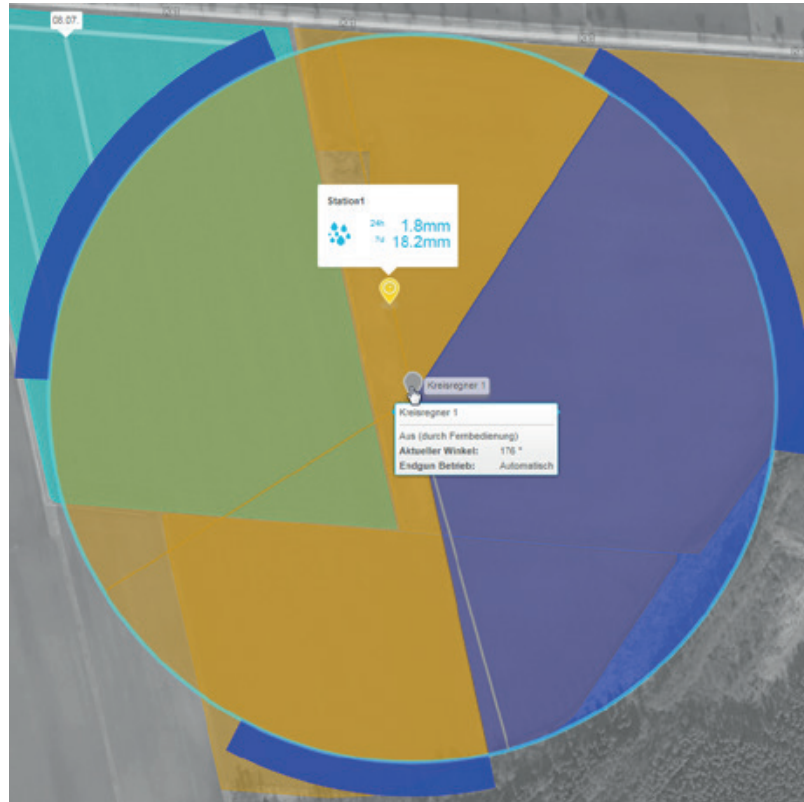 08.07.
Station1
24h 1.8mm
7d 18.2mm
Kreisregner 1
Kreisregner 1
Aus (durch Fernbedienung)
Aktueller Winkel: 176 °
Endgun Betrieb: Automatisch